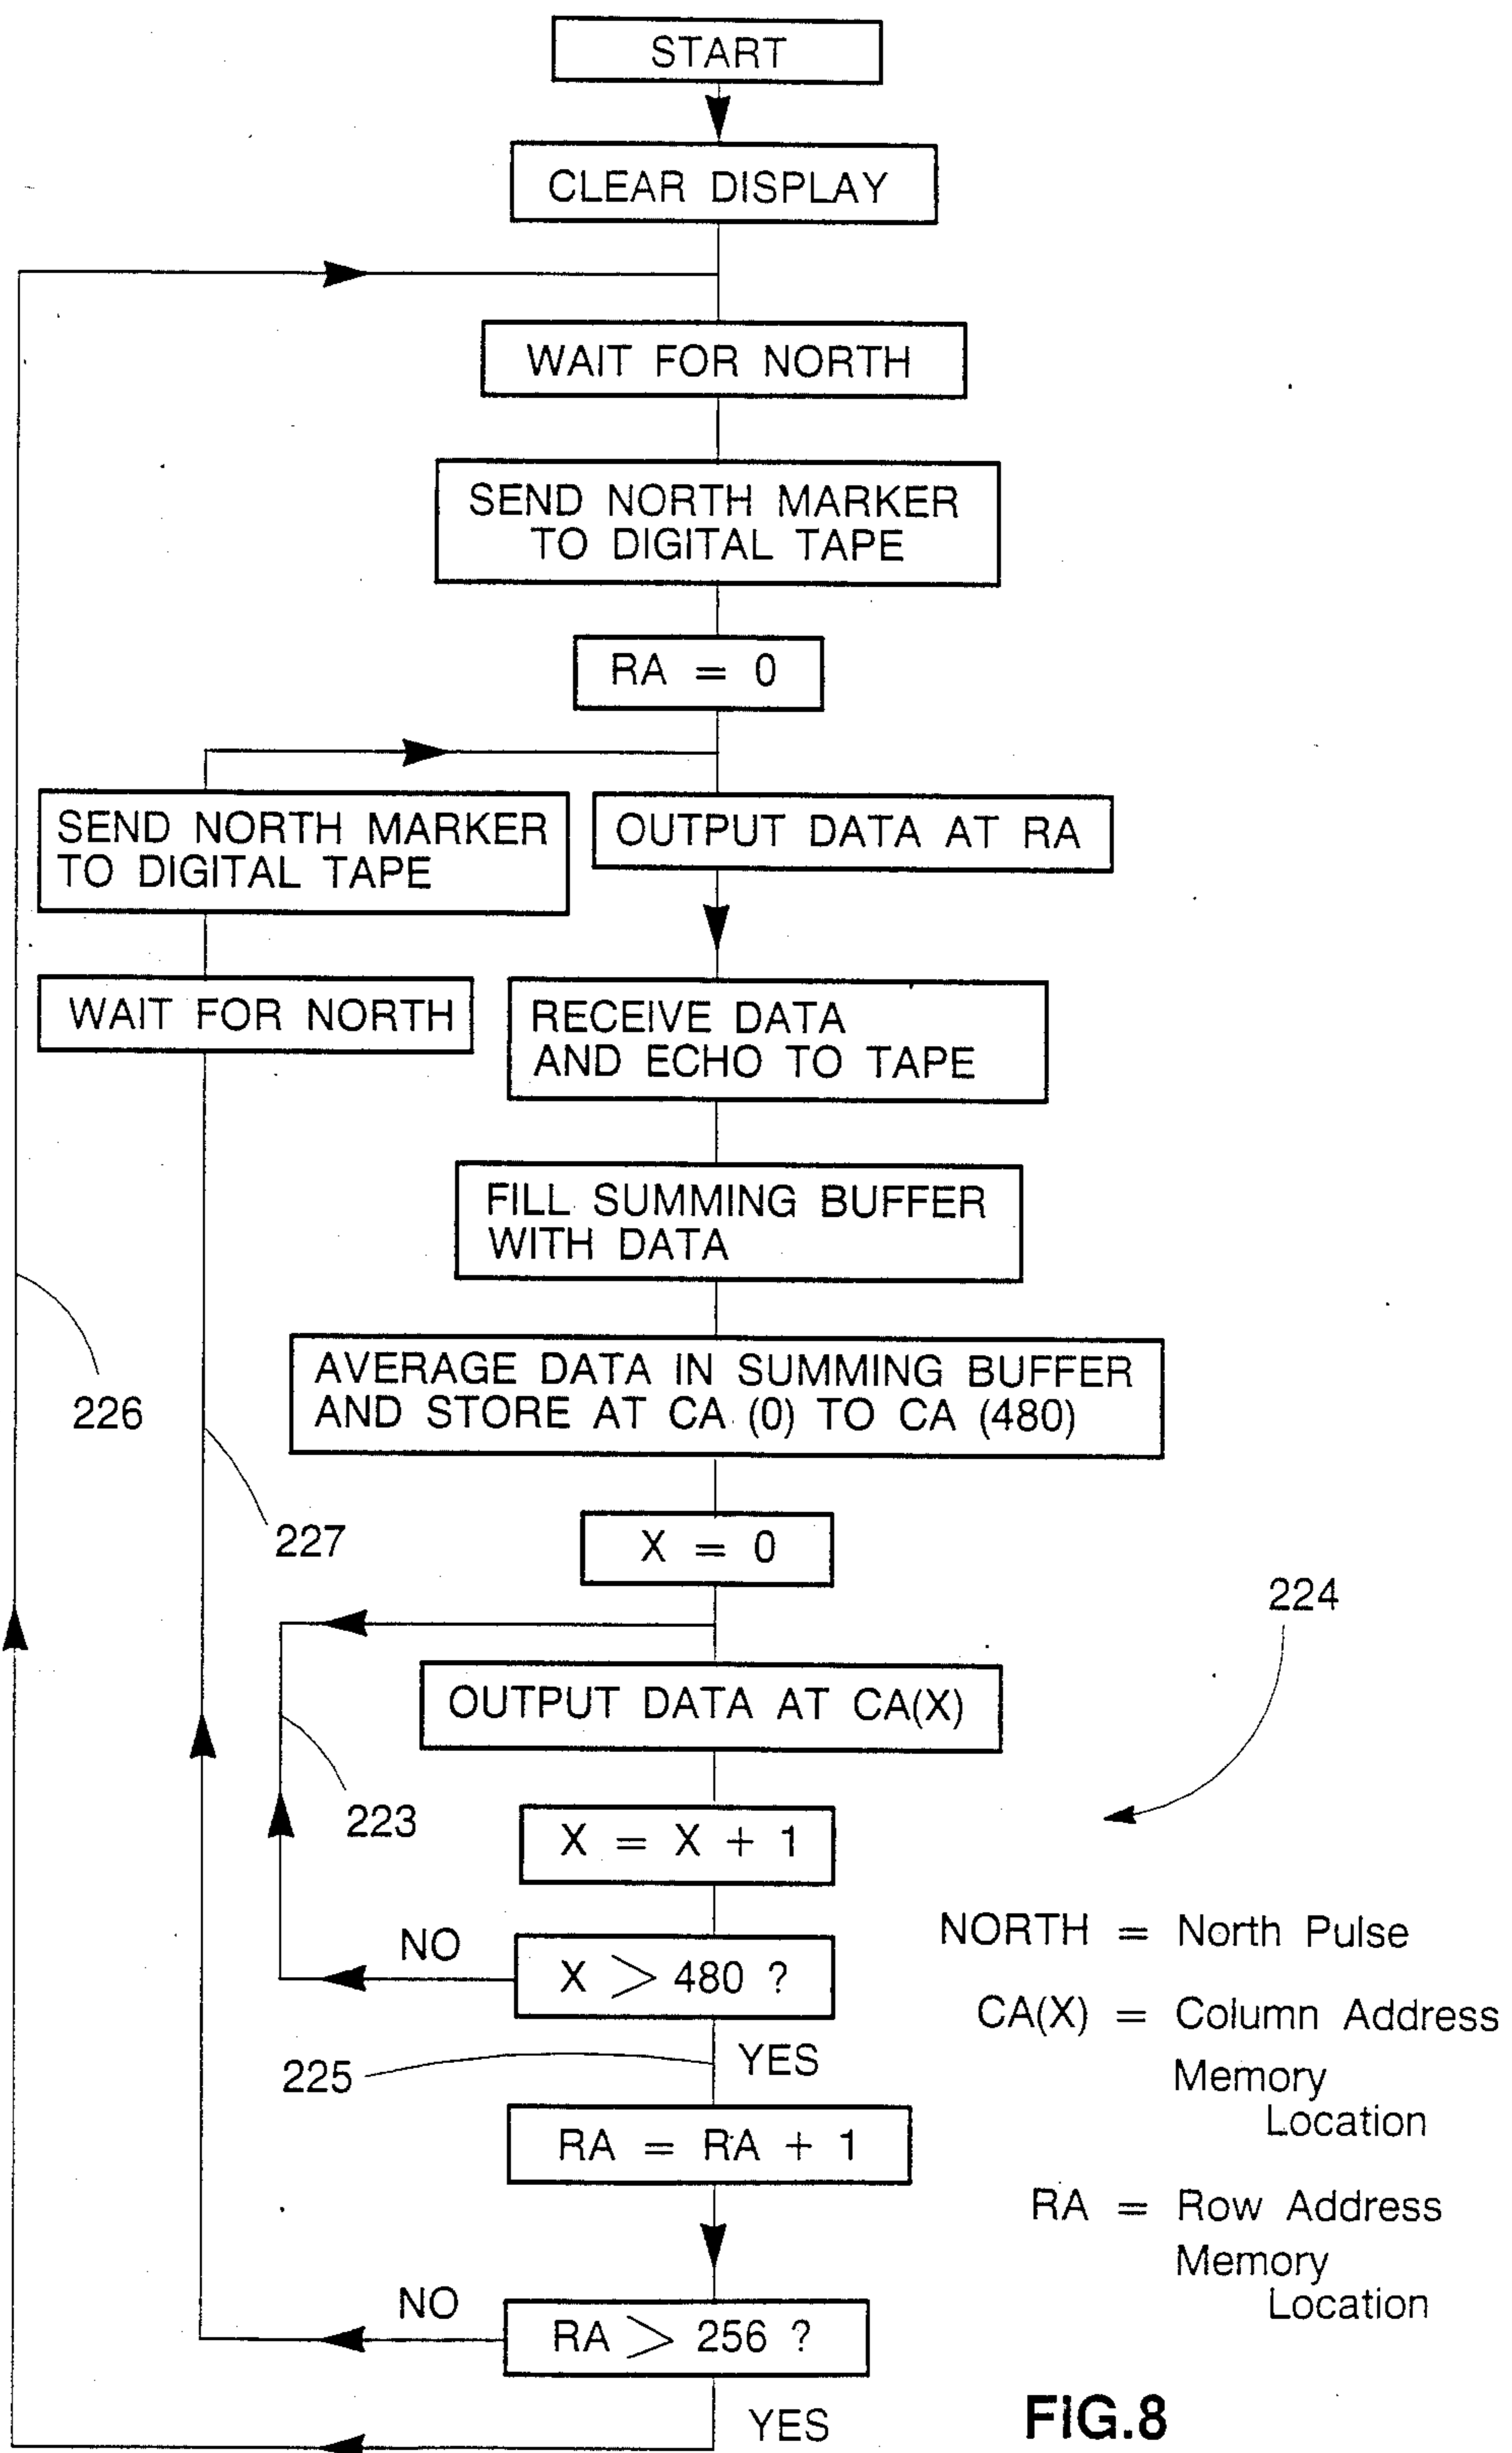 START
CLEAR DISPLAY
WAIT FOR NORTH
SEND NORTH MARKER
TO DIGITAL TAPE
RA = 0
SEND NORTH MARKER
TO DIGITAL TAPE
OUTPUT DATA AT RA
WAIT FOR NORTH
RECEIVE DATA
AND ECHO TO TAPE
FILL SUMMING BUFFER
WITH DATA
AVERAGE DATA IN SUMMING BUFFER
AND STORE AT CA (0) TO CA (480)
226
227
X = 0
224
OUTPUT DATA AT CA(X)
223
X = X + 1
NO
X > 480 ?
YES
225
RA = RA + 1
NO
RA > 256 ?
YES
NORTH = North Pulse
CA(X) = Column Address
Memory
Location
RA = Row Address
Memory
Location
FIG.8